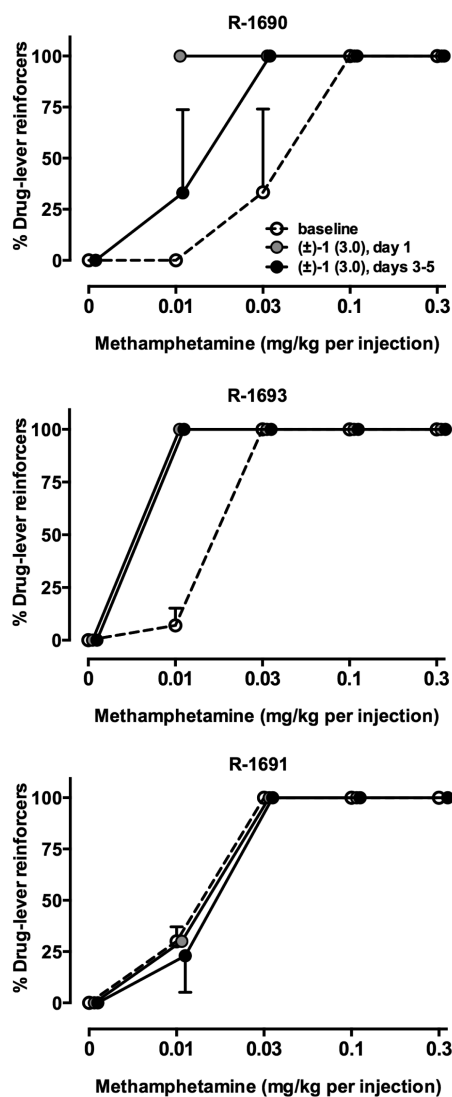 R-1690
100
75
50
25
0
% Drug-lever reinforcers
baseline
(±)-1 (3.0), day 1
(±)-1 (3.0), days 3-5
0 0.01 0.03 0.1 0.3
Methamphetamine (mg/kg per injection)
R-1693
100
75
50
25
0
% Drug-lever reinforcers
0 0.01 0.03 0.1 0.3
Methamphetamine (mg/kg per injection)
R-1691
100
75
50
25
0
% Drug-lever reinforcers
0 0.01 0.03 0.1 0.3
Methamphetamine (mg/kg per injection)